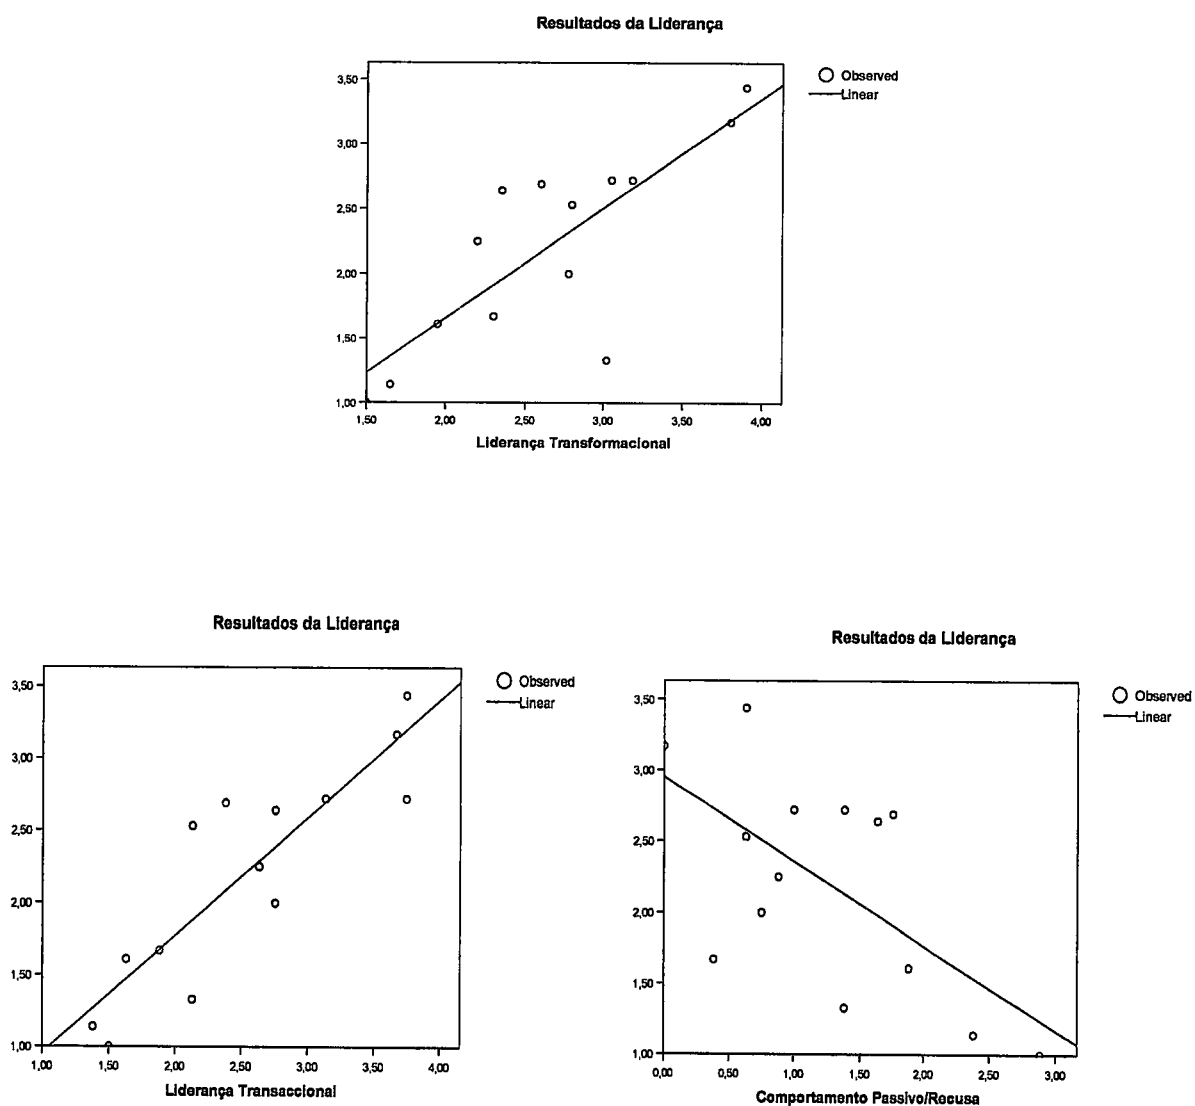 Resultados da Liderança
Observed
Linear
3,50
3,00
2,50
2,00
1,50
1,00
1,50 2,00 2,50 3,00 3,50 4,00
Liderança Transformacional
Resultados da Liderança
Observed
Linear
3,50
3,00
2,50
2,00
1,50
1,00
1,00 1,50 2,00 2,50 3,00 3,50 4,00
Liderança Transaccional
Resultados da Liderança
Observed
Linear
3,50
3,00
2,50
2,00
1,50
1,00
0,00 0,50 1,00 1,50 2,00 2,50 3,00
Comportamento Passivo/Recusa